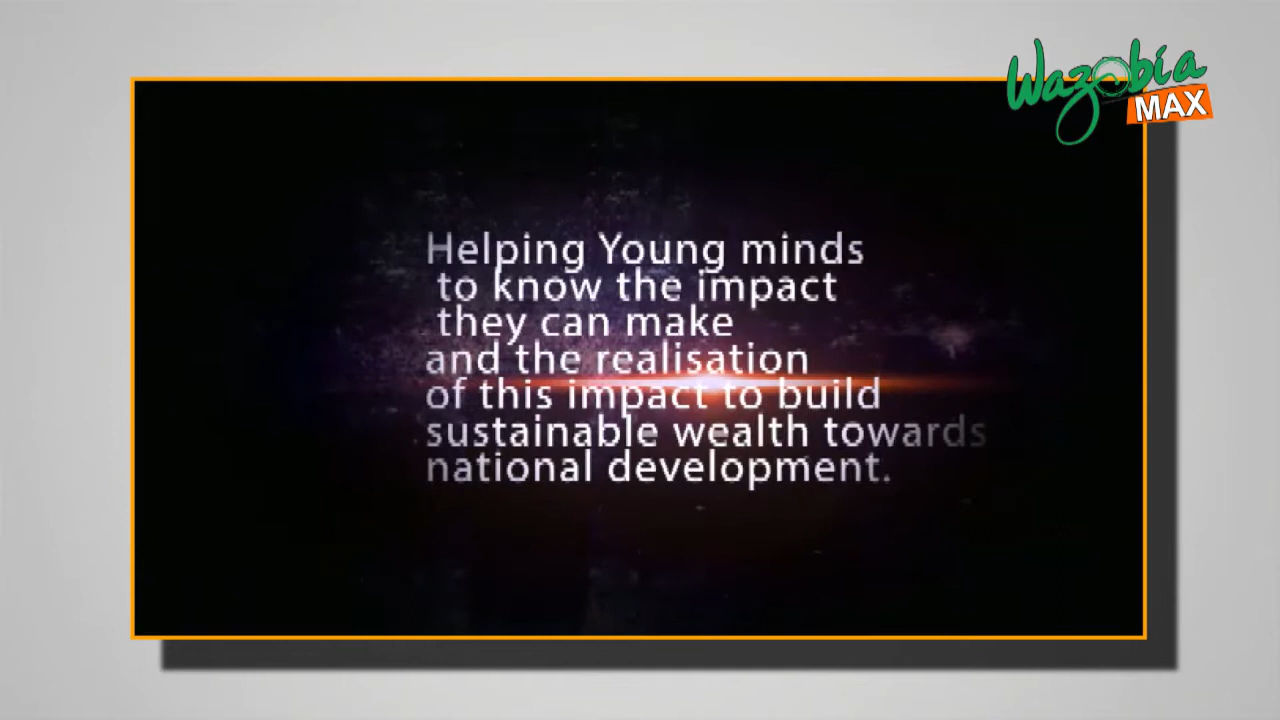 Wazobia
MAX
Helping Young minds
to know the impact
they can make
and the realisation
of this impact to build
sustainable wealth towards
national development.